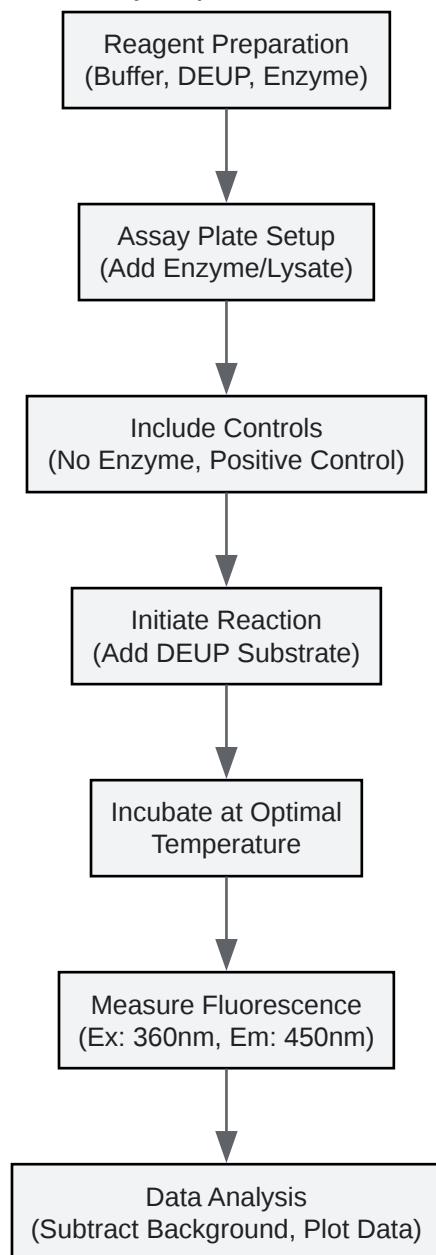 Reagent Preparation
(Buffer, DEUP, Enzyme)
Assay Plate Setup
(Add Enzyme/Lysate)
Include Controls
(No Enzyme, Positive Control)
Initiate Reaction
(Add DEUP Substrate)
Incubate at Optimal
Temperature
Measure Fluorescence
(Ex: 360nm, Em: 450nm)
Data Analysis
(Subtract Background, Plot Data)